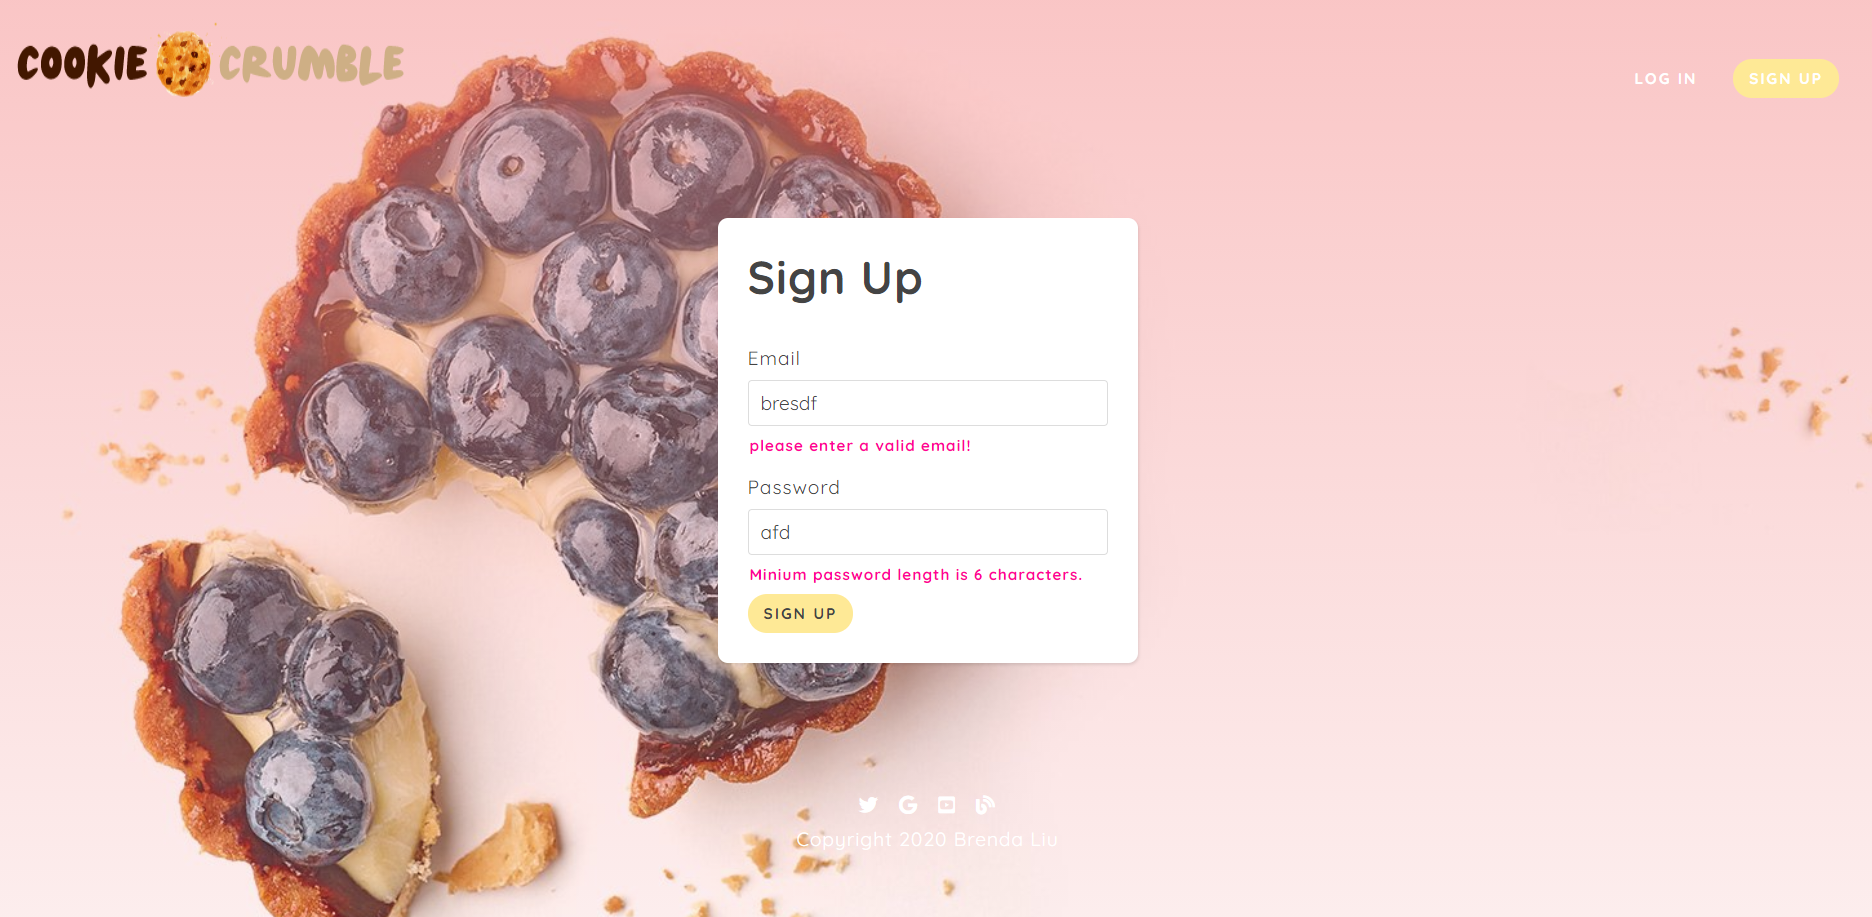 COOKIE CRUMBLE
LOG IN
SIGN UP
Sign Up
Email
bresdf
please enter a valid email!
Password
afd
Minium password length is 6 characters.
SIGN UP
Copyright 2020 Brenda Liu